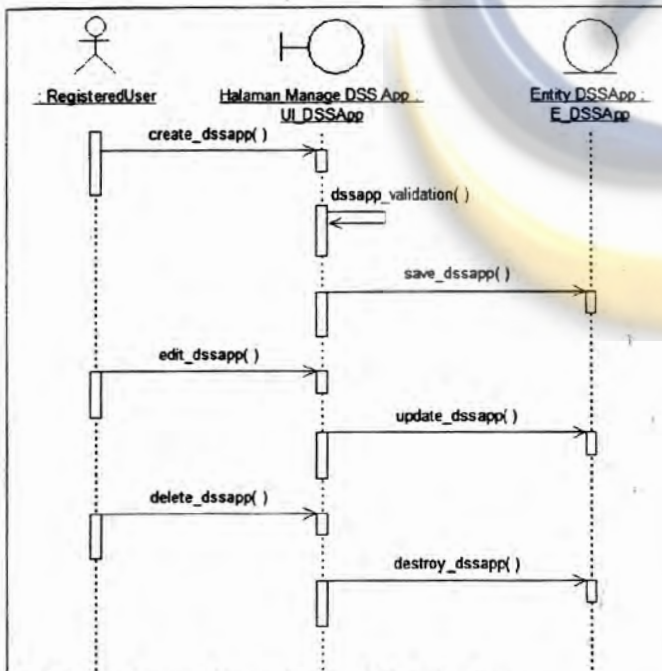 : RegisteredUser
Halaman Manage DSS App :
UI_DSSApp
Entity DSSApp :
E_DSSApp
create_dssapp( )
dssapp_validation( )
save_dssapp( )
edit_dssapp( )
update_dssapp( )
delete_dssapp( )
destroy_dssapp( )